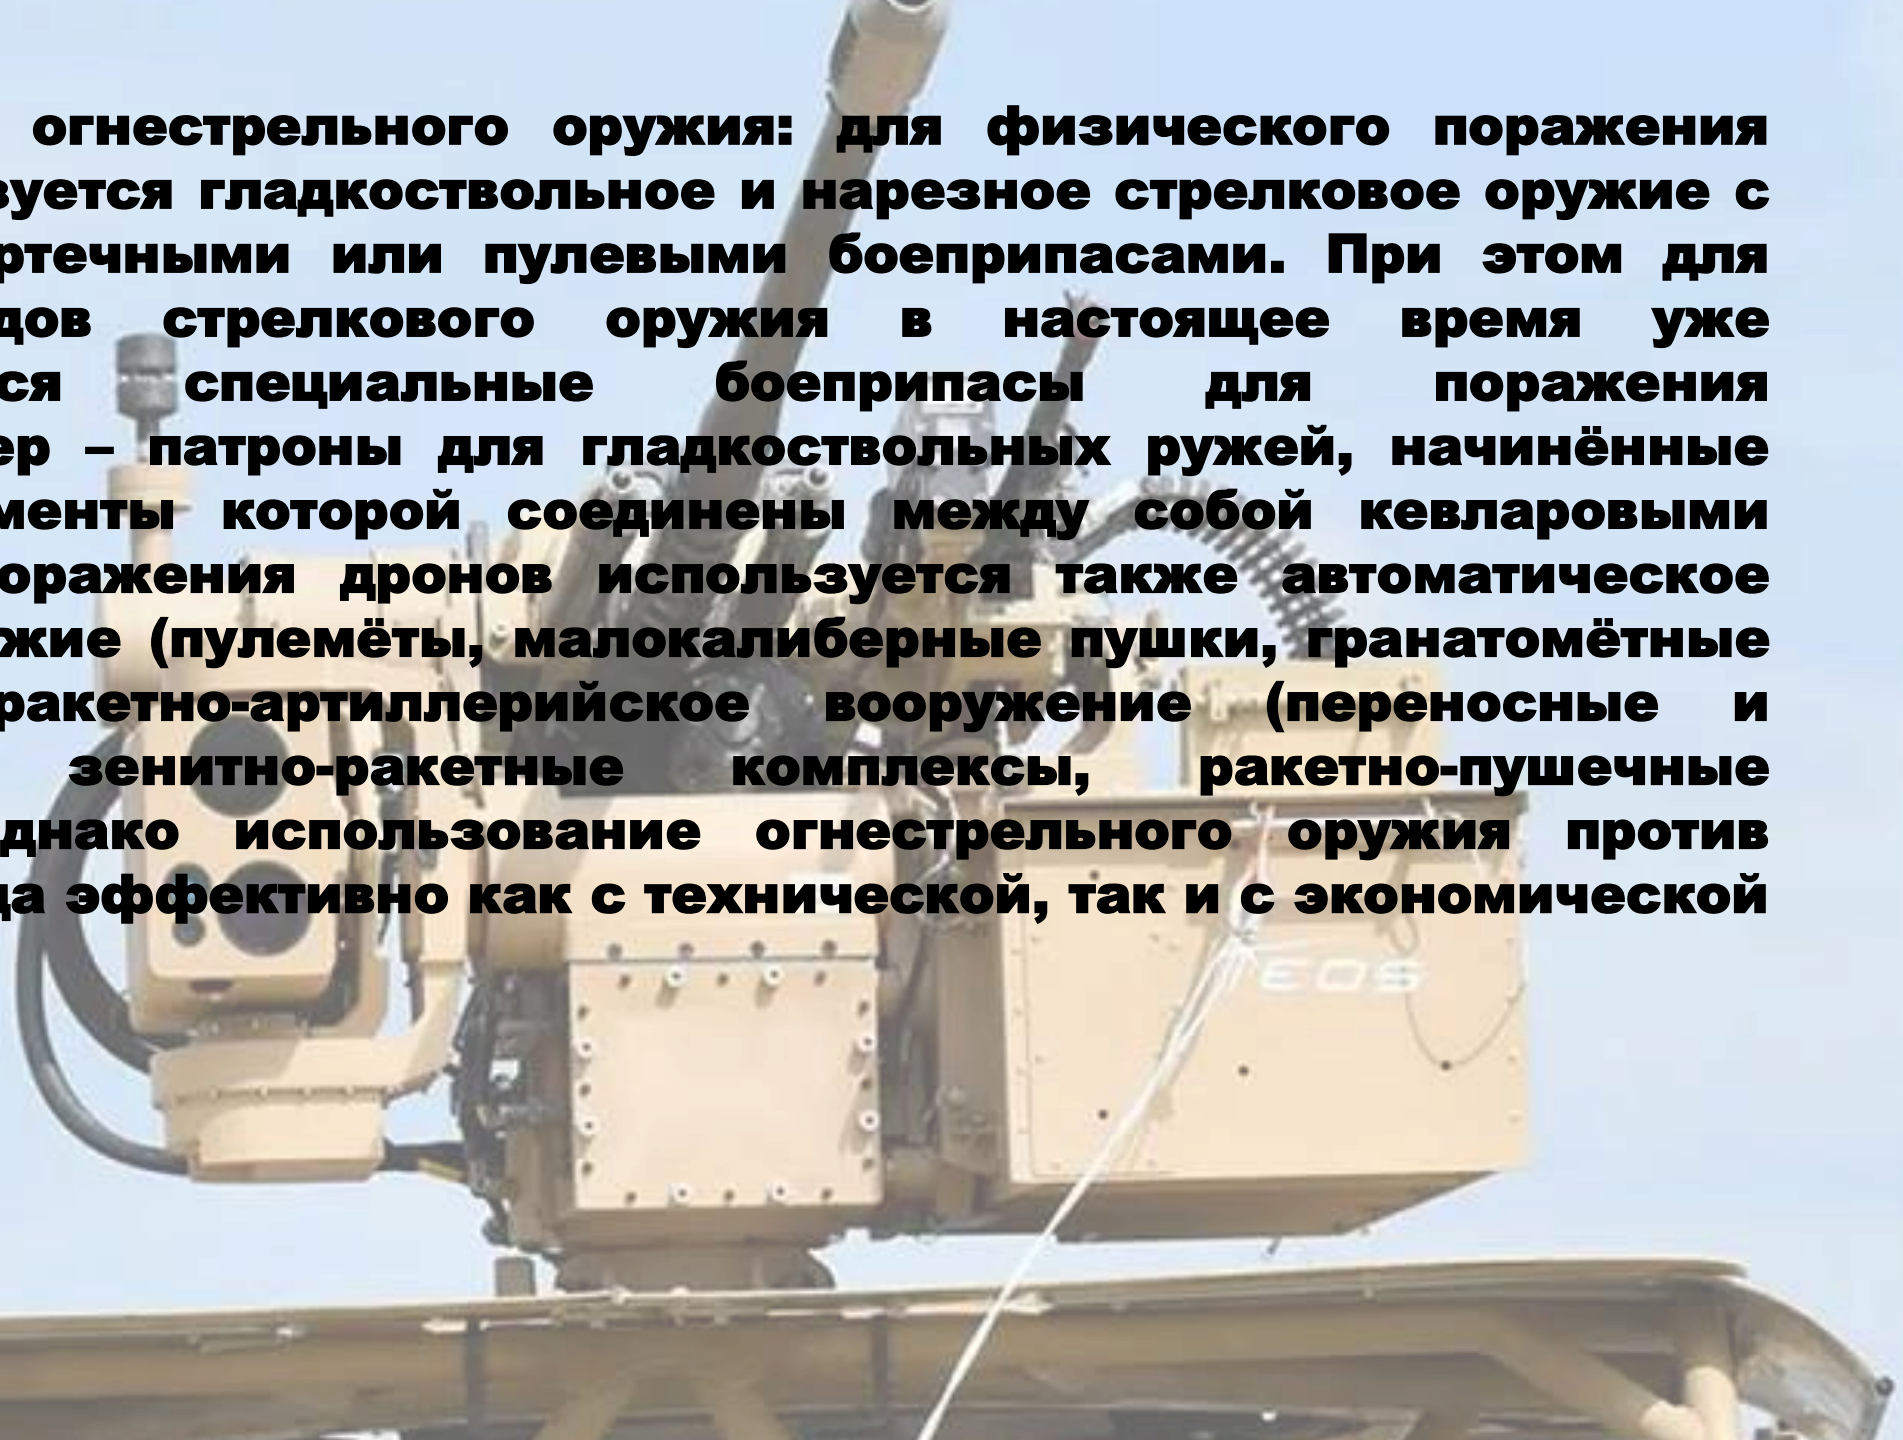 огнестрельного оружия: для физического поражения
зуется гладкоствольное и нарезное стрелковое оружие с
ртечными или пулевыми боеприпасами. При этом для
дов стрелкового оружия в настоящее время уже
ся специальные боеприпасы для поражения
ер – патроны для гладкоствольных ружей, начинённые
менты которой соединены между собой кевларовыми
оражения дронов используется также автоматическое
жие (пулемёты, малокалиберные пушки, гранатомётные
ракетно-артиллерийское вооружение (переносные и
зенитно-ракетные комплексы, ракетно-пушечные
днако использование огнестрельного оружия против
да эффективно как с технической, так и с экономической
EOS